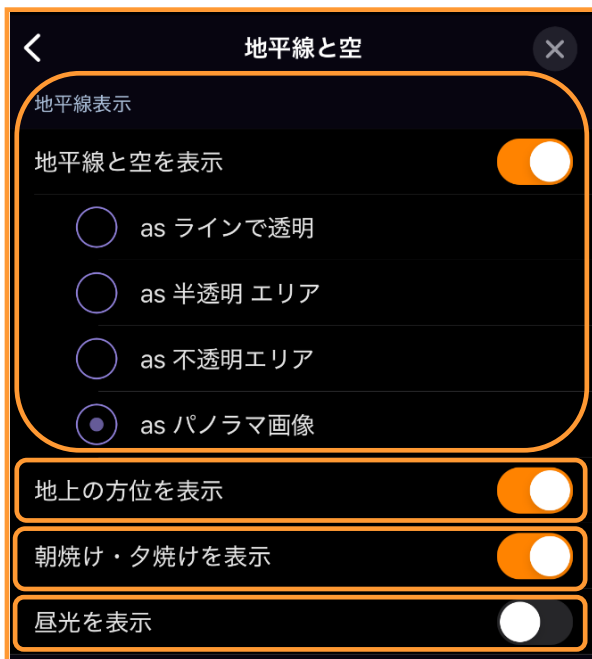 地平線と空
地平線表示
地平線と空を表示
as ラインで透明
as 半透明 エリア
as 不透明エリア
as パノラマ画像
地上の方位を表示
朝焼け・夕焼けを表示
昼光を表示